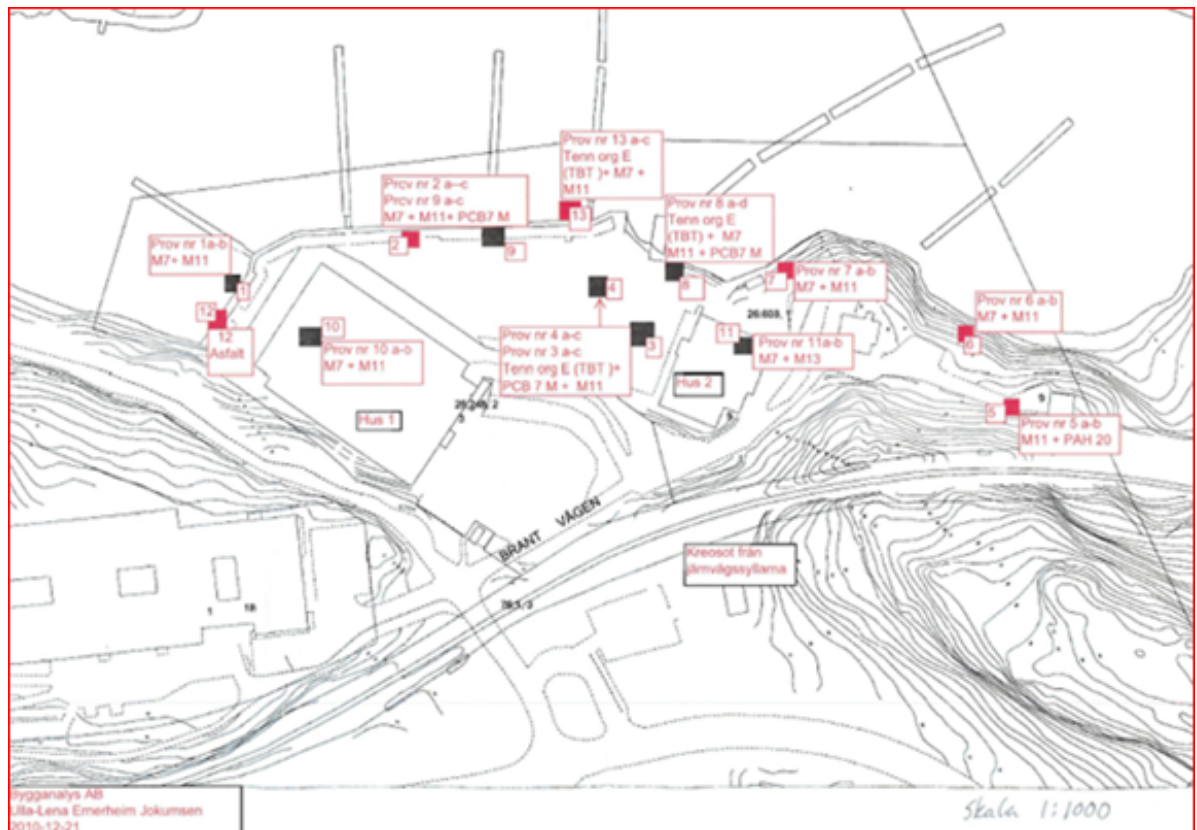 Prov nr 13 a-c
Tenn org E
(TBT )+ M7 +
M11
Prcv nr 2 a--c
Prcv nr 9 a-c
M7 + M11+ PCB7 M
Prov nr 8 a-d
Tenn org E
(TBT) + M7
M11 + PCB7 M
13
2
9
Prov nr 1a-b
M7+ M11
1
8
7
Prov nr 7 a-b
M7 + M11
4
12
12
Asfalt
10
Prov nr 10 a-b
M7 + M11
Prov nr 4 a-c
Prov nr 3 a-c
Tenn org E (TBT )+
PCB 7 M + M11
3
11
Prov nr 11a-b
M7 + M13
Prov nr 6 a-b
M7 + M11
6
Hus 2
Hus 1
5
9
Prov nr 5 a-b
M11 + PAH 20
BRANT VÄGEN
Kreosot från
järnvägssyllarna
1 18
Bygganalys AB
Ulla-Lena Ernerheim Jokumsen
2010-12-21
Skala 1:1000